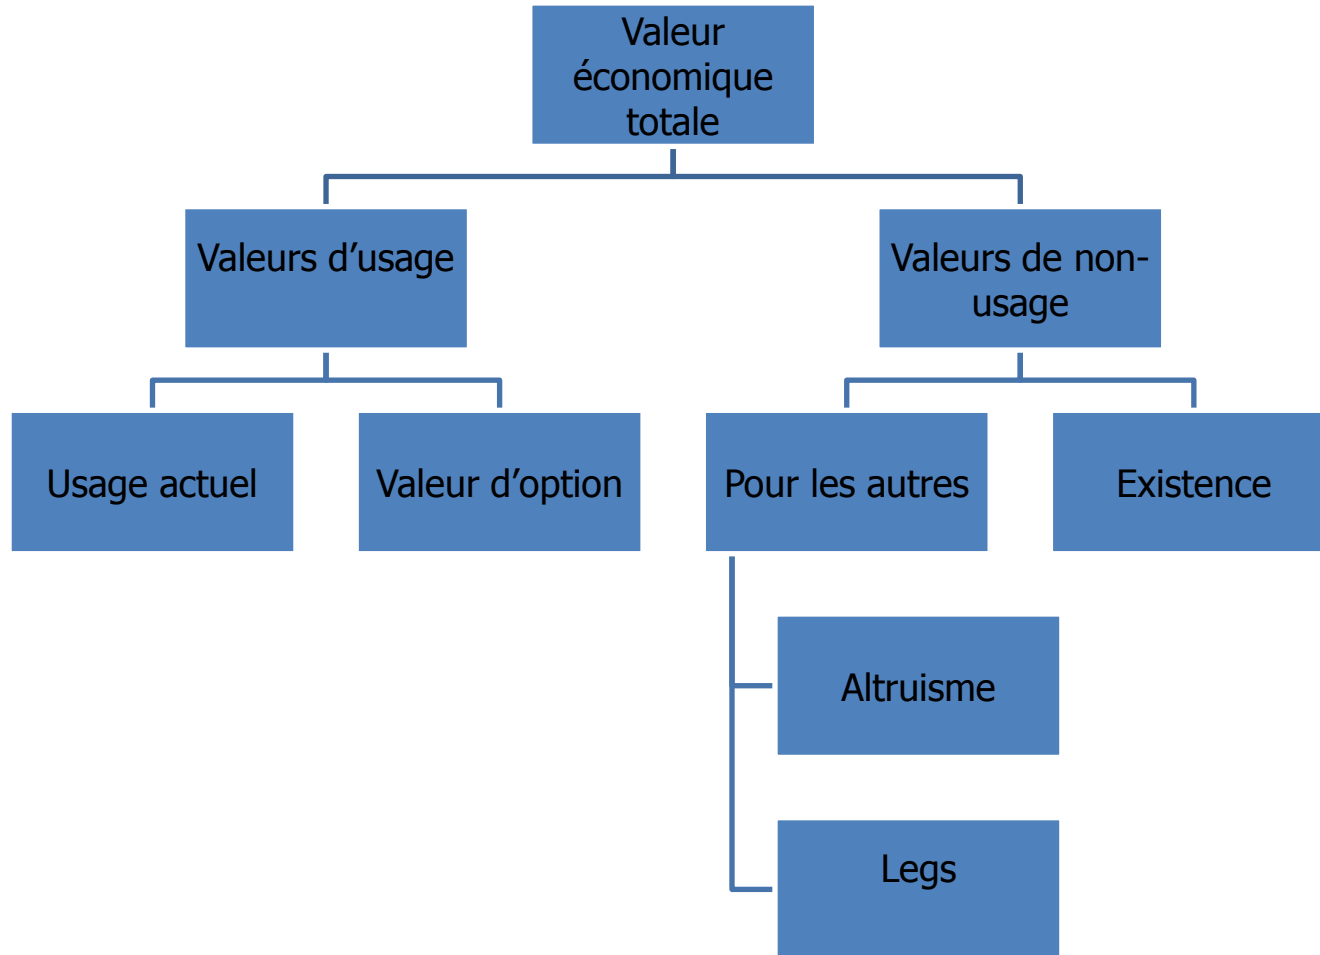 Valeur
économique
totale
Valeurs d’usage
Valeurs de non-
usage
Usage actuel
Valeur d’option
Pour les autres
Existence
Altruisme
Legs